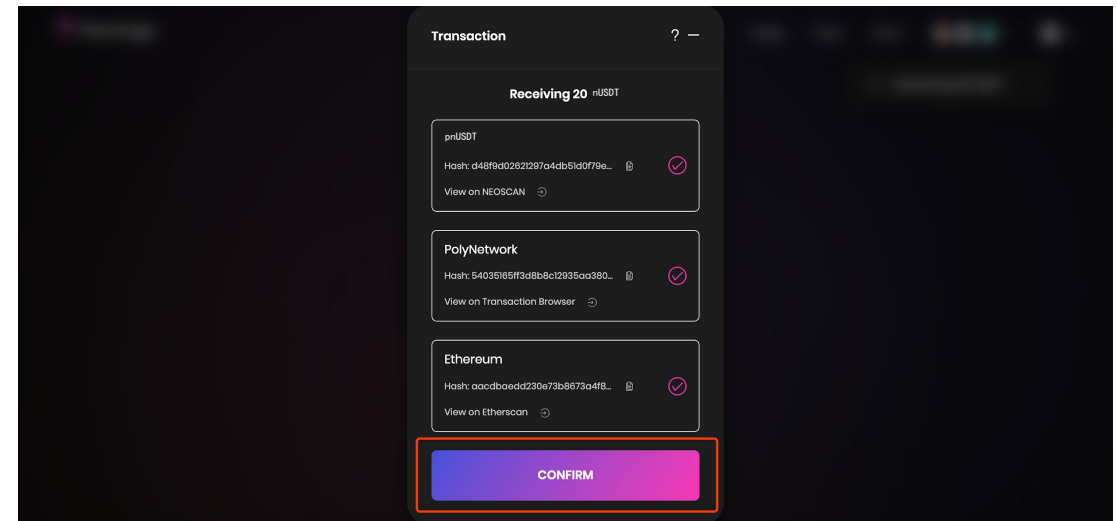 Transaction ? –
Receiving 20 nUSDT
pnUSDT
Hash: d48f9d02621297a4db51d0f79e...
View on NEOSCAN
PolyNetwork
Hash: 54035165ff3d8b8c12935aa380...
View on Transaction Browser
Ethereum
Hash: aacdbaedd230e73b8673a4f8...
View on Etherscan
CONFIRM